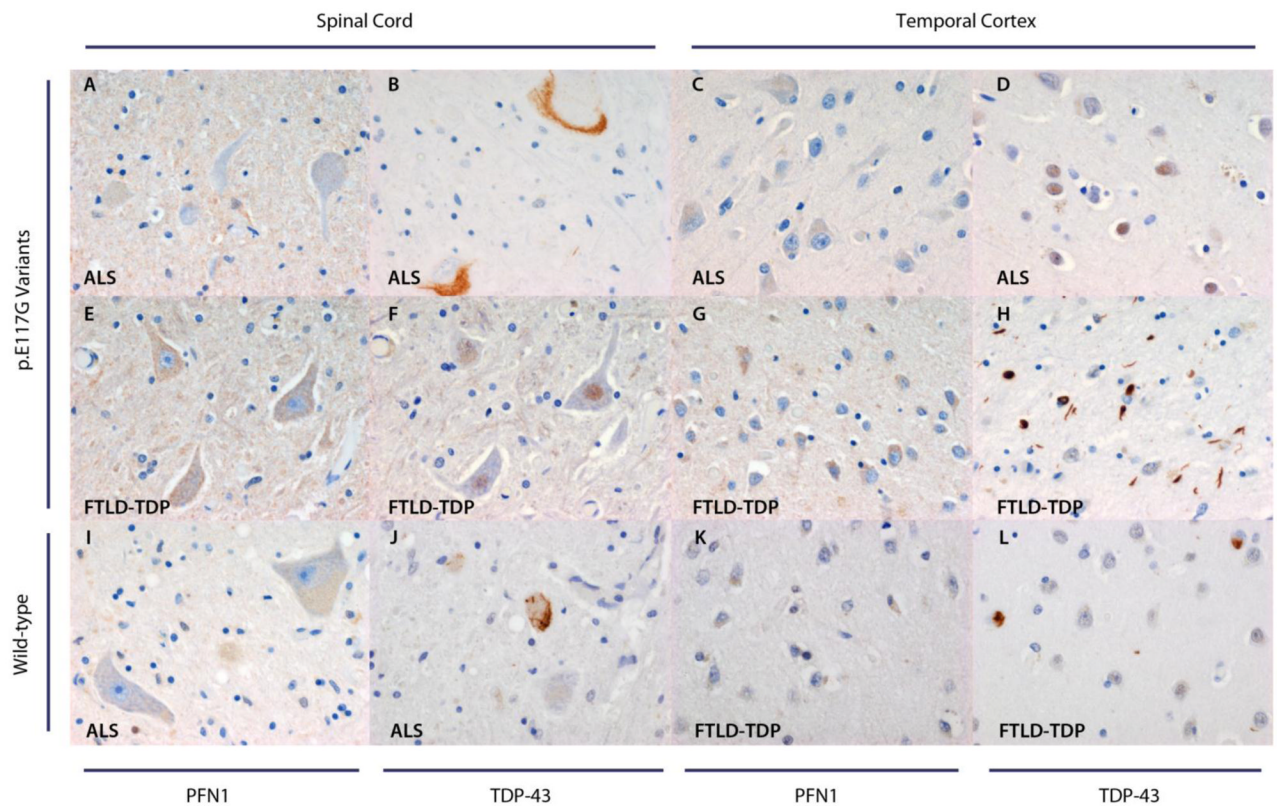 Spinal Cord
Temporal Cortex
p.E117G Variants
A
B
C
D
ALS
ALS
ALS
ALS
E
F
G
H
FTLD-TDP
FTLD-TDP
FTLD-TDP
FTLD-TDP
Wild-type
I
J
K
L
ALS
ALS
FTLD-TDP
FTLD-TDP
PFN1
TDP-43
PFN1
TDP-43